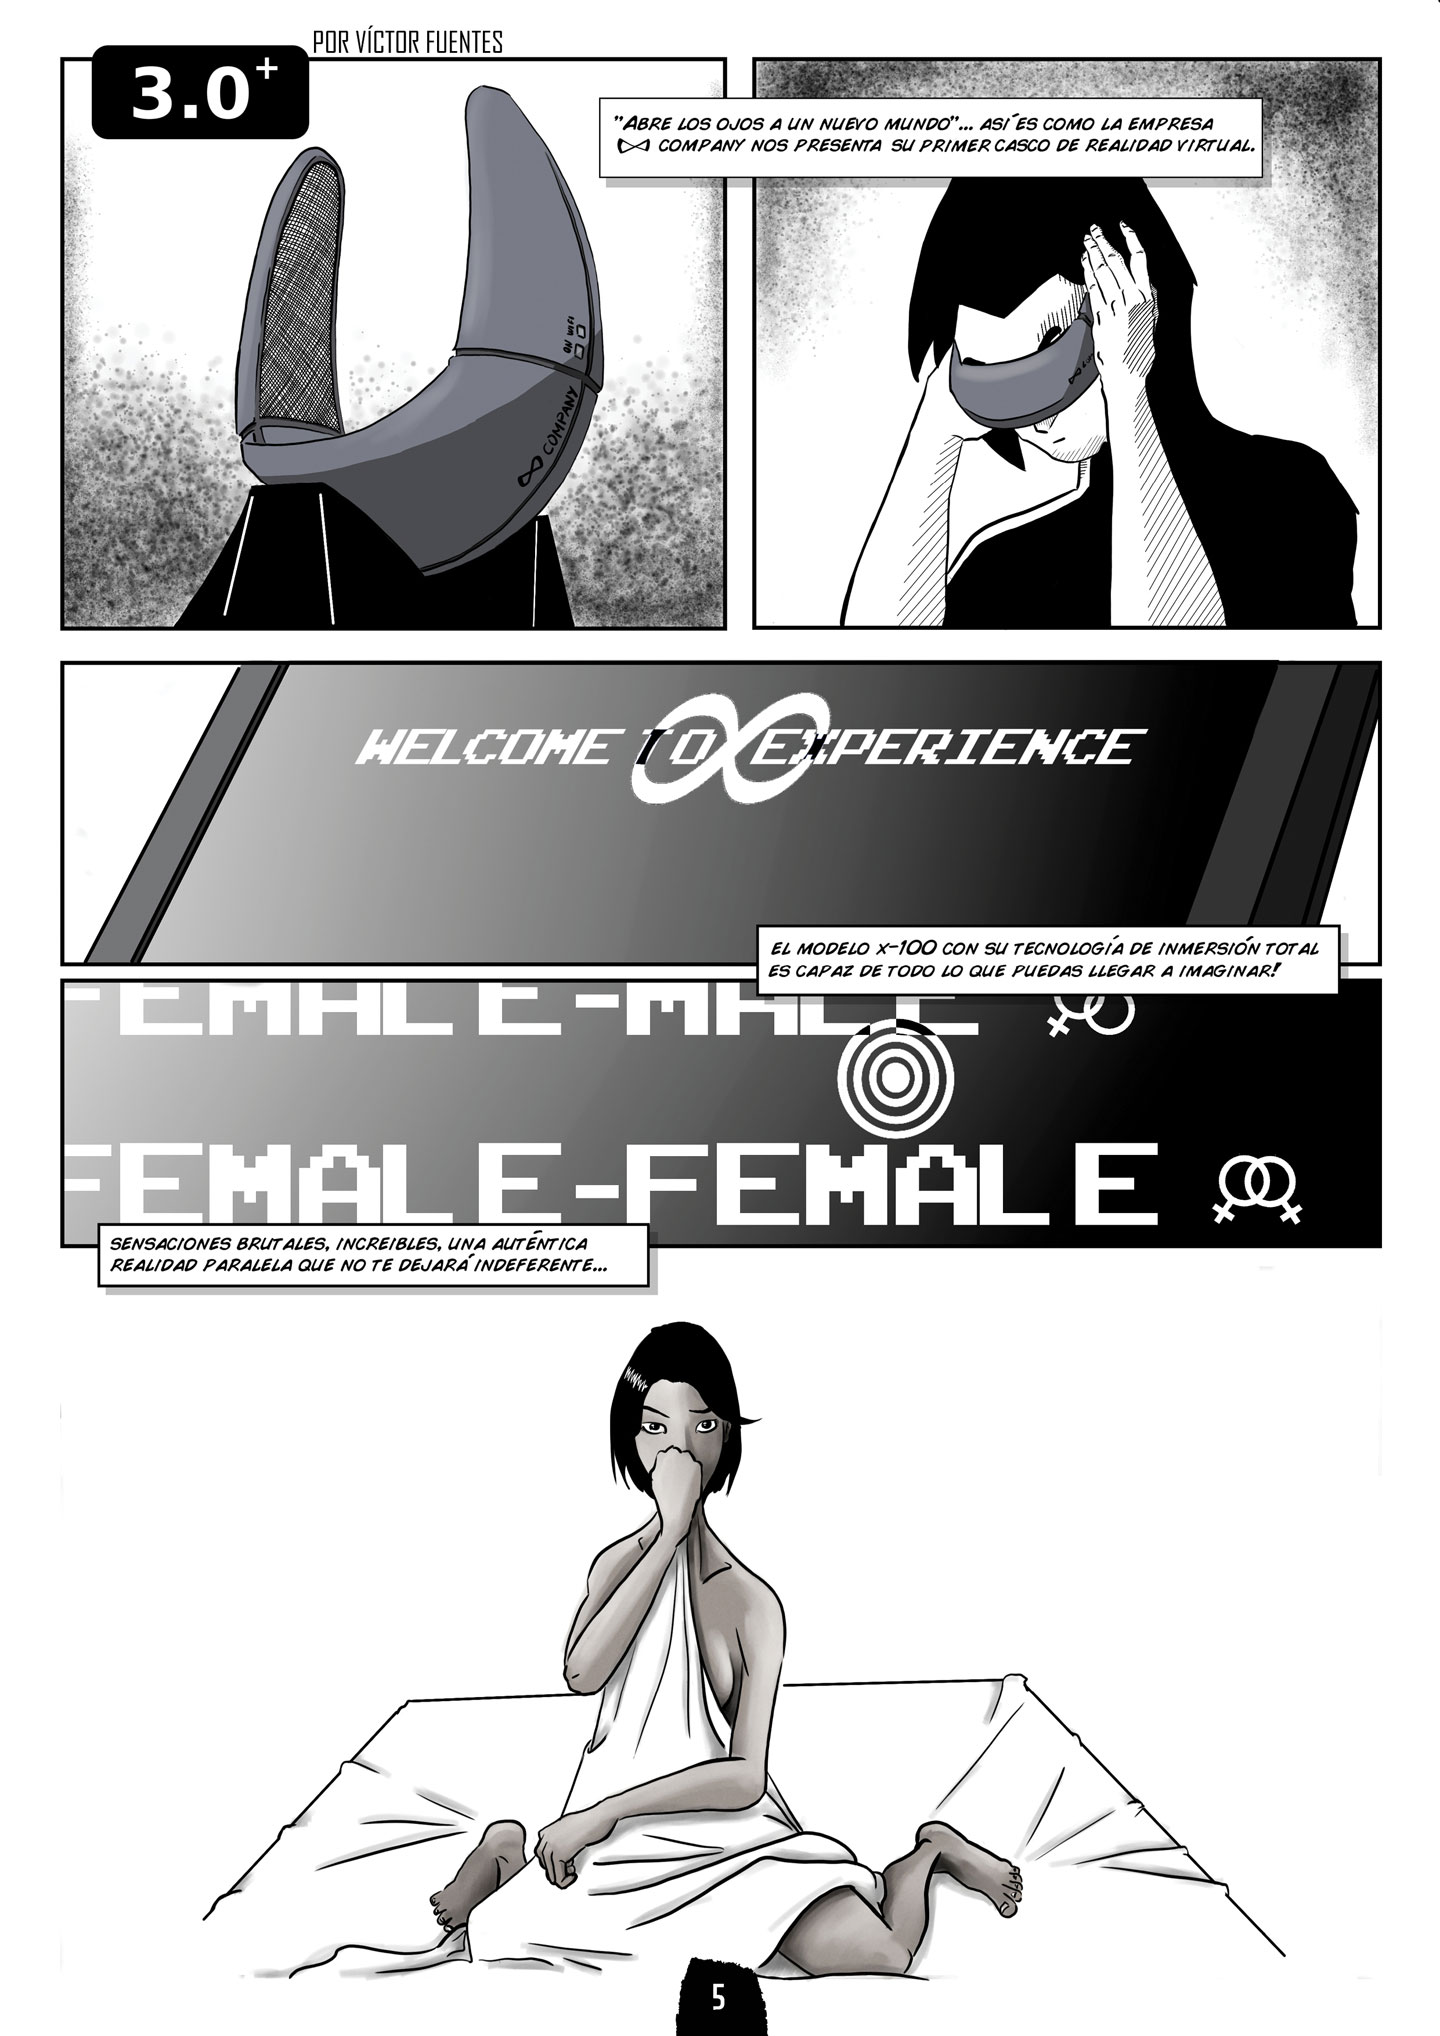 POR VÍCTOR FUENTES
3.0+
"ABRE LOS OJOS A UN NUEVO MUNDO"... ASÍ ES COMO LA EMPRESA
∞ COMPANY NOS PRESENTA SU PRIMER CASCO DE REALIDAD VIRTUAL.
ON WIFI
∞ COMPANY
WELCOME TO EXPERIENCE
EL MODELO X-100 CON SU TECNOLOGÍA DE INMERSIÓN TOTAL
ES CAPAZ DE TODO LO QUE PUEDAS LLEGAR A IMAGINAR!
FEMALE-MALE
FEMALE-FEMALE
SENSACIONES BRUTALES, INCREIBLES, UNA AUTÉNTICA
REALIDAD PARALELA QUE NO TE DEJARÁ INDEFERENTE...
5